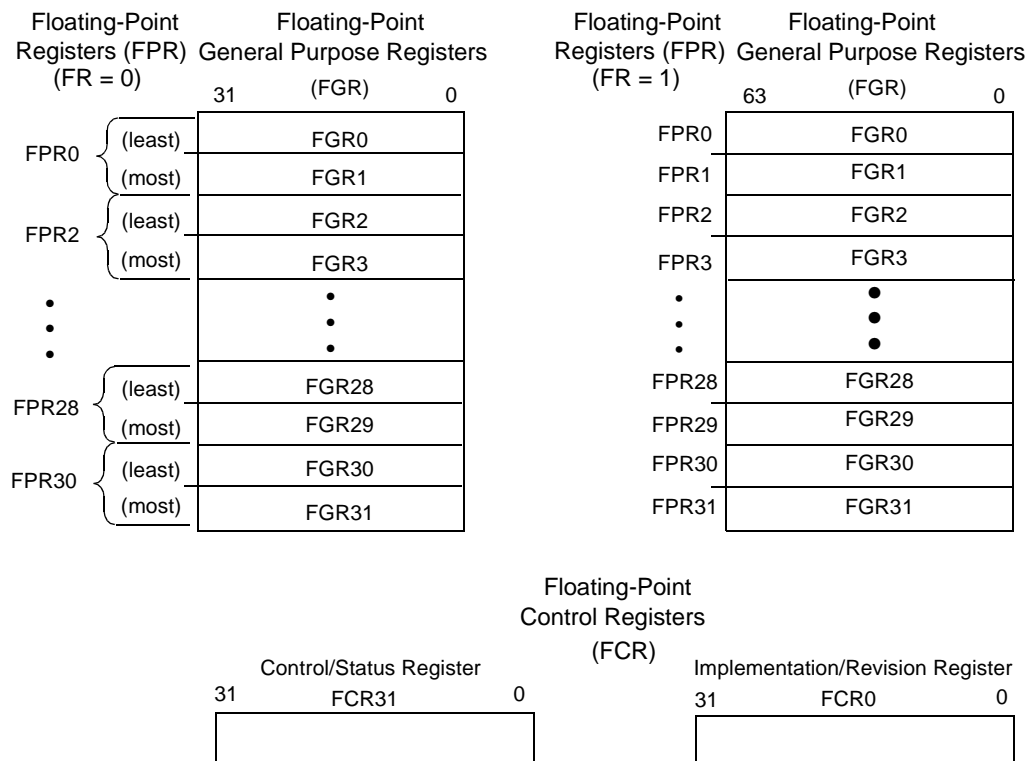 Floating-Point
Registers (FPR)
(FR = 0)
Floating-Point
General Purpose Registers
(FGR)
31
0
FPR0
(least)
FGR0
(most)
FGR1
FPR2
(least)
FGR2
(most)
FGR3
FPR28
(least)
FGR28
(most)
FGR29
FPR30
(least)
FGR30
(most)
FGR31
Floating-Point
Registers (FPR)
(FR = 1)
Floating-Point
General Purpose Registers
(FGR)
63
0
FPR0
FGR0
FPR1
FGR1
FPR2
FGR2
FPR3
FGR3
FPR28
FGR28
FPR29
FGR29
FPR30
FGR30
FPR31
FGR31
Floating-Point
Control Registers
(FCR)
Control/Status Register
31
FCR31
0
Implementation/Revision Register
31
FCR0
0